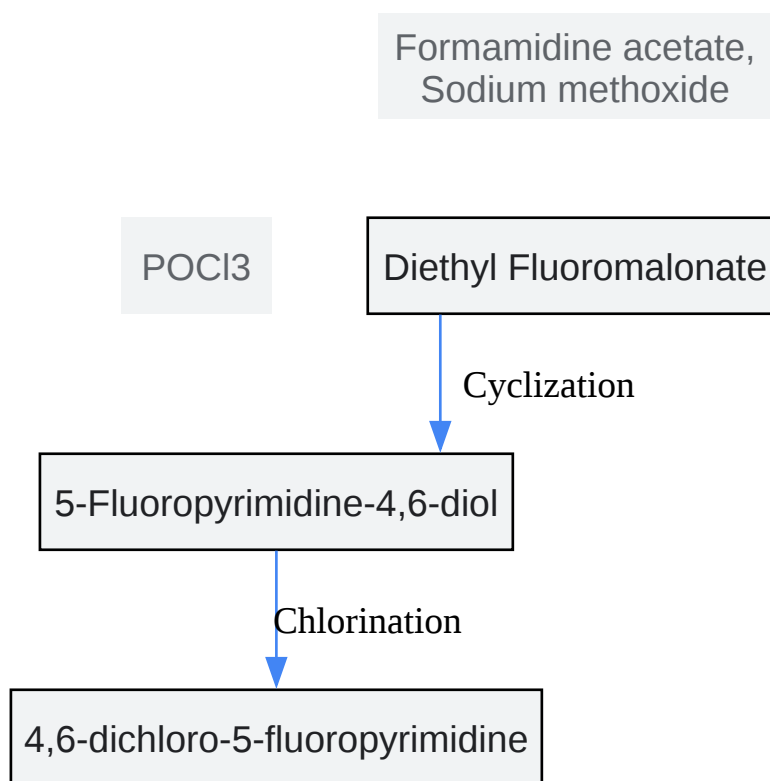 Formamidine acetate,
Sodium methoxide
POCl3
Diethyl Fluoromalonate
Cyclization
5-Fluoropyrimidine-4,6-diol
Chlorination
4,6-dichloro-5-fluoropyrimidine